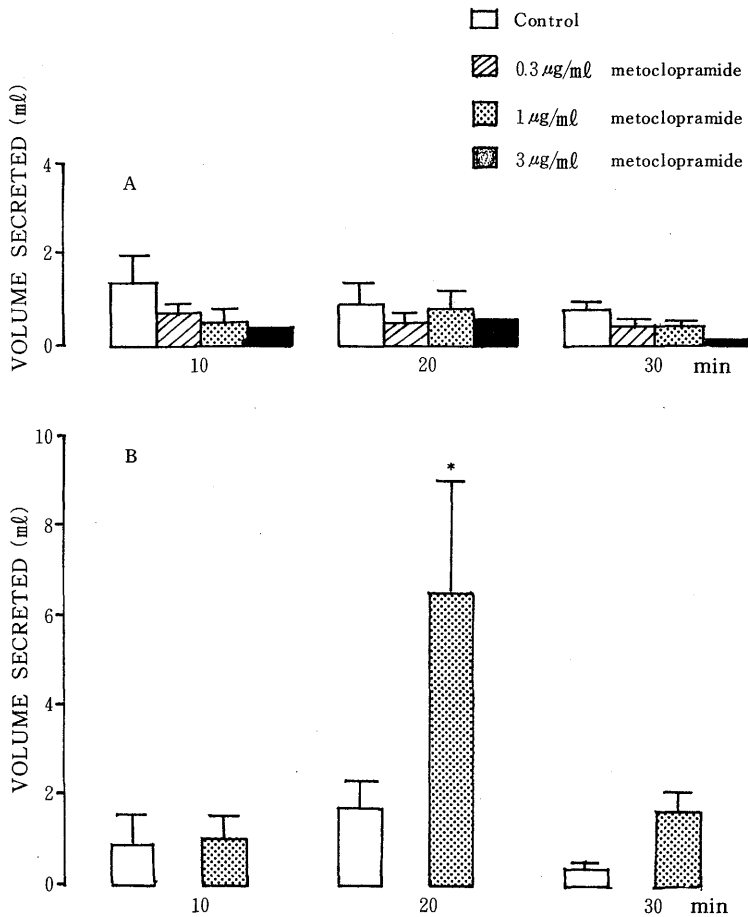 Control
0.3 μg/mℓ metoclopramide
1 μg/mℓ metoclopramide
3 μg/mℓ metoclopramide
VOLUME SECRETED (mℓ)
4
2
0
A
10 20 30 min
VOLUME SECRETED (mℓ)
10
8
6
4
2
0
B
*
10 20 30 min